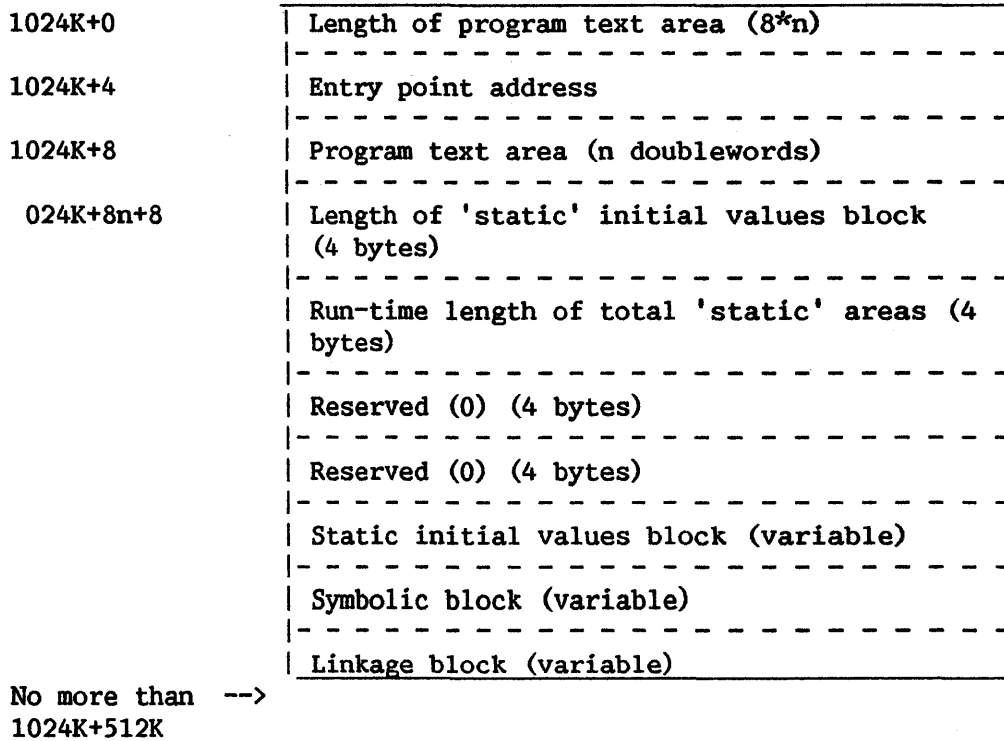 1024K+0 | Length of program text area (8*n)
|- - - - - - - - - - - - - - - - - - - - - - -
1024K+4 | Entry point address
|- - - - - - - - - - - - - - - - - - - - - - -
1024K+8 | Program text area (n doublewords)
|- - - - - - - - - - - - - - - - - - - - - - -
024K+8n+8 | Length of 'static' initial values block
| (4 bytes)
|- - - - - - - - - - - - - - - - - - - - - - -
| Run-time length of total 'static' areas (4
| bytes)
|- - - - - - - - - - - - - - - - - - - - - - -
| Reserved (0) (4 bytes)
|- - - - - - - - - - - - - - - - - - - - - - -
| Reserved (0) (4 bytes)
|- - - - - - - - - - - - - - - - - - - - - - -
| Static initial values block (variable)
|- - - - - - - - - - - - - - - - - - - - - - -
| Symbolic block (variable)
|- - - - - - - - - - - - - - - - - - - - - - -
| Linkage block (variable)
No more than -->
1024K+512K